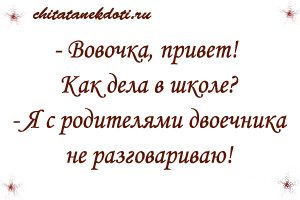 chitatanekdoti.ru
- Вовочка, привет!
Как дела в школе?
- Я с родителями двоечника
не разговариваю!